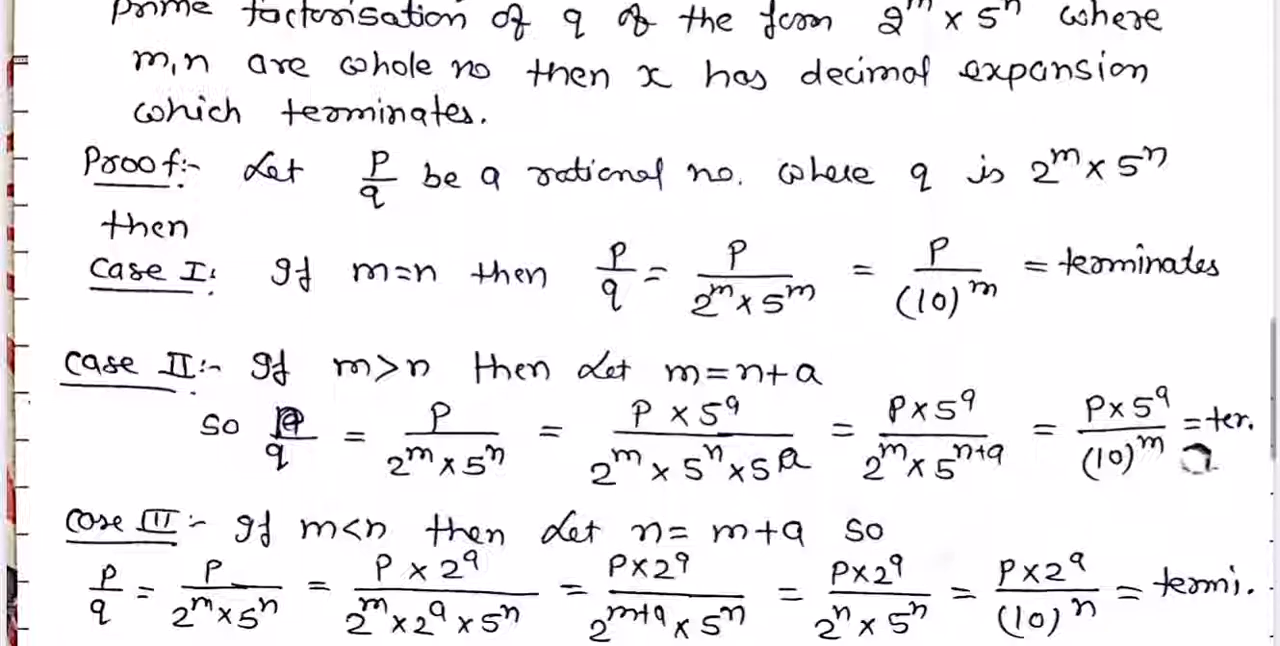 prime factorisation of q of the form 2^m × 5^n where
m,n are whole no then x has decimal expansion
which terminates.
Proof:- Let p/q be a rational no. where q is 2^m × 5^n
then
Case I: If m=n then p/q = p/(2^m × 5^m) = p/(10)^m = terminates
Case II:- If m>n then Let m=n+a
So p/q = p/(2^m × 5^n) = (p × 5^a)/(2^m × 5^n × 5^a) = (p × 5^a)/(2^m × 5^(n+a)) = (p × 5^a)/(10)^m = ter.
Case III:- If m<n then Let n= m+a so
p/q = p/(2^m × 5^n) = (p × 2^a)/(2^m × 2^a × 5^n) = (p × 2^a)/(2^(m+a) × 5^n) = (p × 2^a)/(2^n × 5^n) = (p × 2^a)/(10)^n = termi.